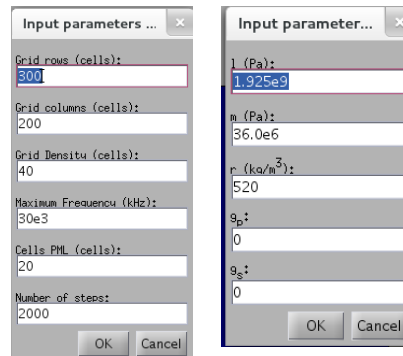 Input parameters ...
Grid rows (cells):
300
Grid columns (cells):
200
Grid Density (cells):
40
Maximum Frequency (kHz):
30e3
Cells PML (cells):
20
Number of steps:
2000
OK Cancel
Input parameter...
l (Pa):
1.925e9
m (Pa):
36.0e6
r (kg/m³):
520
gₚ:
0
gₛ:
0
OK Cancel